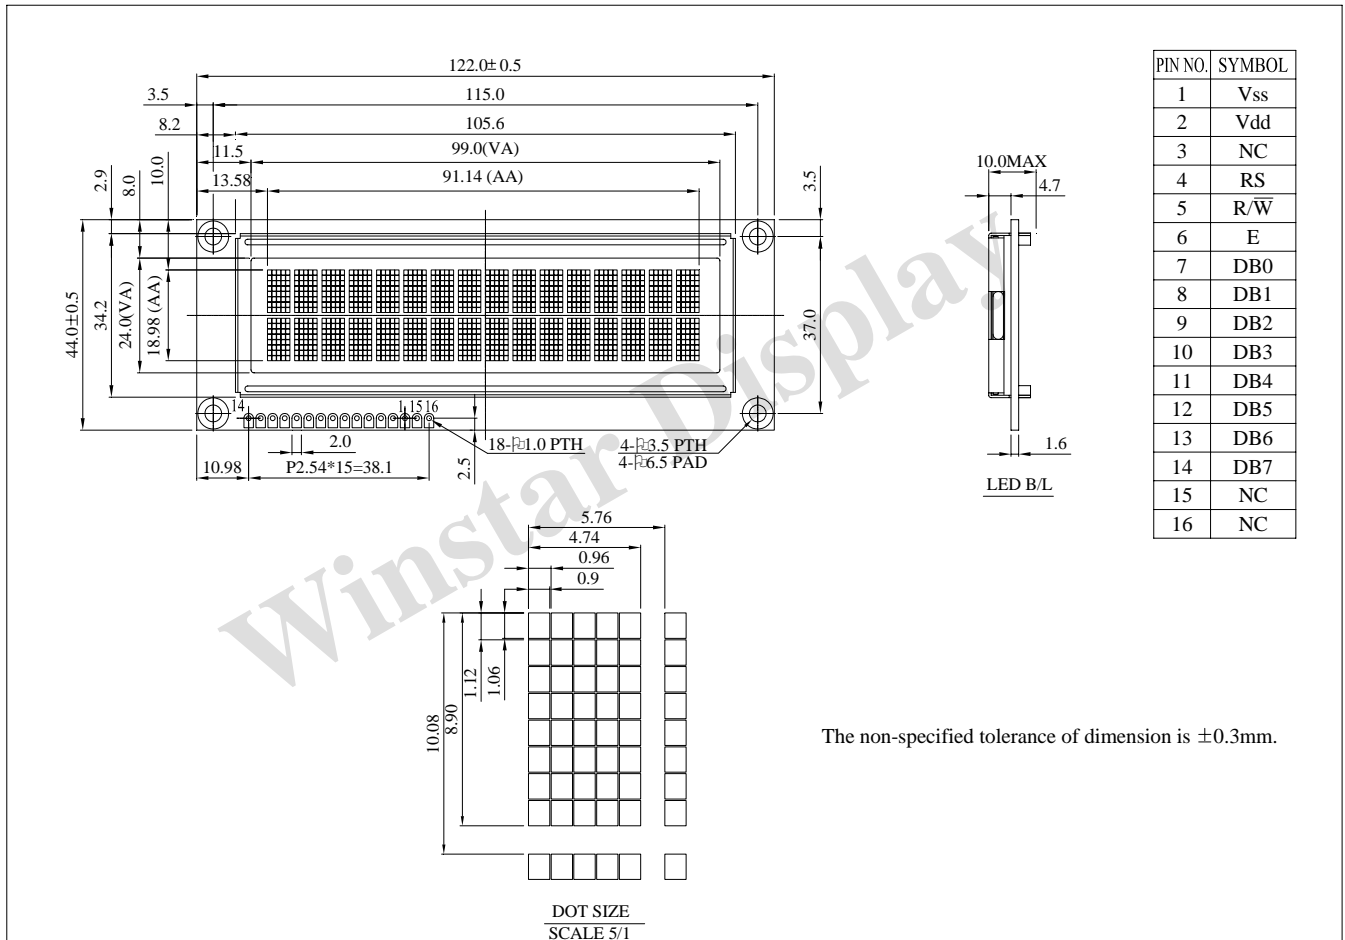 122.0±0.5
3.5
115.0
8.2
105.6
11.5
99.0(VA)
13.58
91.14 (AA)
2.9
8.0
10.0
3.5
44.0±0.5
34.2
24.0(VA)
18.98 (AA)
37.0
14
1
15
16
2.0
P2.54*15=38.1
10.98
2.5
18-1.0 PTH
4-3.5 PTH
4-6.5 PAD
10.0MAX
4.7
1.6
LED B/L
PIN NO. SYMBOL
1 Vss
2 Vdd
3 NC
4 RS
5 R/W̅
6 E
7 DB0
8 DB1
9 DB2
10 DB3
11 DB4
12 DB5
13 DB6
14 DB7
15 NC
16 NC
Winstar Display
5.76
4.74
0.96
0.9
1.12
1.06
10.08
8.90
The non-specified tolerance of dimension is ±0.3mm.
DOT SIZE
SCALE 5/1